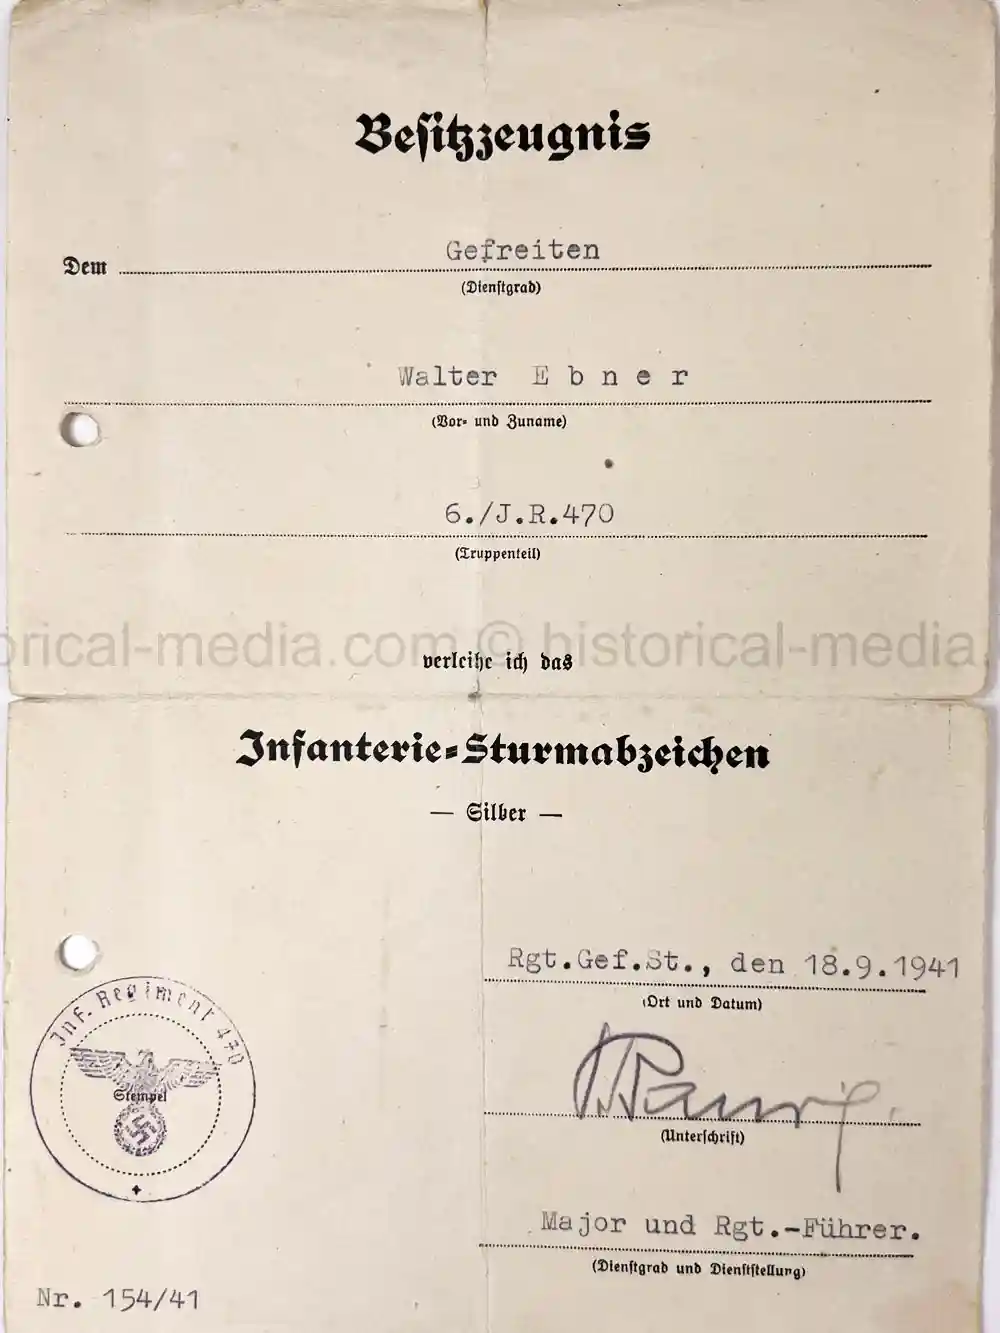 Besitzzeugnis
Dem Gefreiten
(Dienstgrad)
Walter E b n e r
(Vor- und Zuname)
6./J.R.470
(Truppenteil)
orical-media.com © historical-media.
verleihe ich das
Infanterie-Sturmabzeichen
— Silber —
Rgt.Gef.St., den 18.9.1941
(Ort und Datum)
Inf. Regiment 470
Stempel
(Unterschrift)
Major und Rgt.-Führer.
(Dienstgrad und Dienststellung)
Nr. 154/41